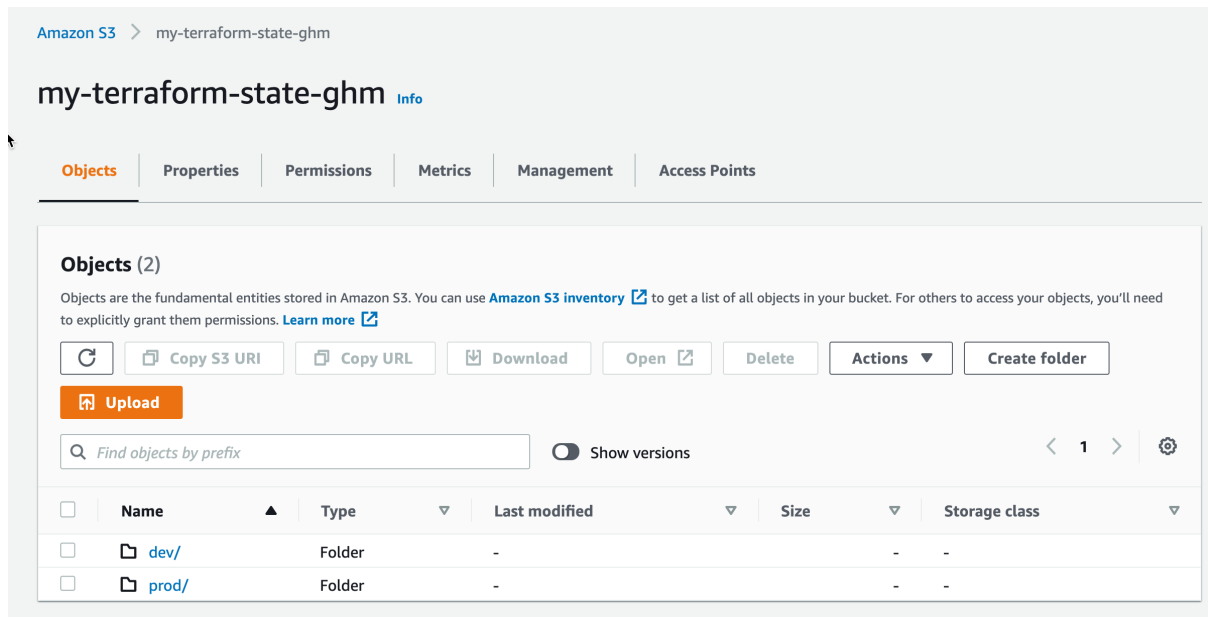 Amazon S3 > my-terraform-state-ghm
my-terraform-state-ghm Info
Objects Properties Permissions Metrics Management Access Points
Objects (2)
Objects are the fundamental entities stored in Amazon S3. You can use Amazon S3 inventory to get a list of all objects in your bucket. For others to access your objects, you'll need
to explicitly grant them permissions. Learn more
Copy S3 URI Copy URL Download Open Delete Actions Create folder
Upload
Find objects by prefix Show versions 1
Name Type Last modified Size Storage class
dev/ Folder - - -
prod/ Folder - - -